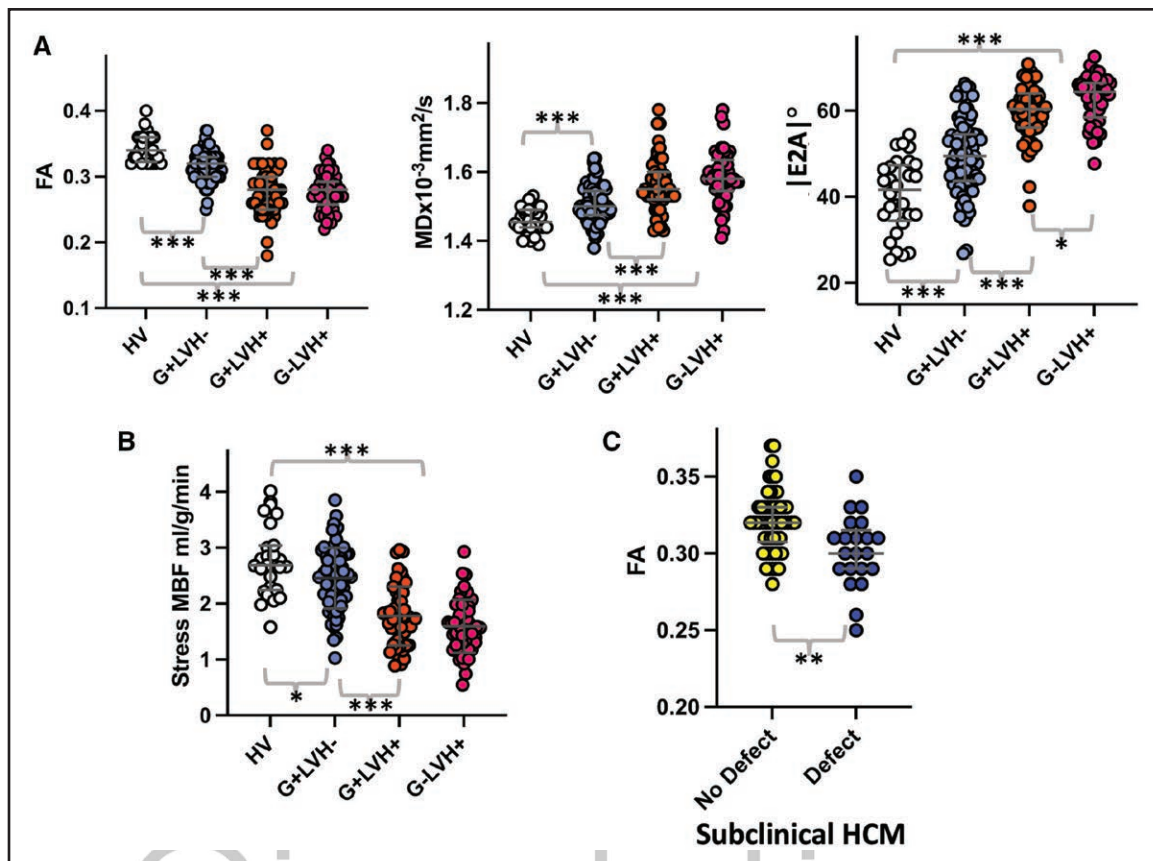 A
FA
0.4
0.3
0.2
0.1
***
***
***
HV
G+LVH-
G+LVH+
G-LVH+
MDx10-³mm²/s
1.8
1.6
1.4
1.2
***
***
***
HV
G+LVH-
G+LVH+
G-LVH+
|E2A|°
60
40
20
***
*
***
***
HV
G+LVH-
G+LVH+
G-LVH+
B
Stress MBF ml/g/min
4
3
2
1
0
***
*
***
HV
G+LVH-
G+LVH+
G-LVH+
C
FA
0.35
0.30
0.25
0.20
**
No Defect
Defect
Subclinical HCM